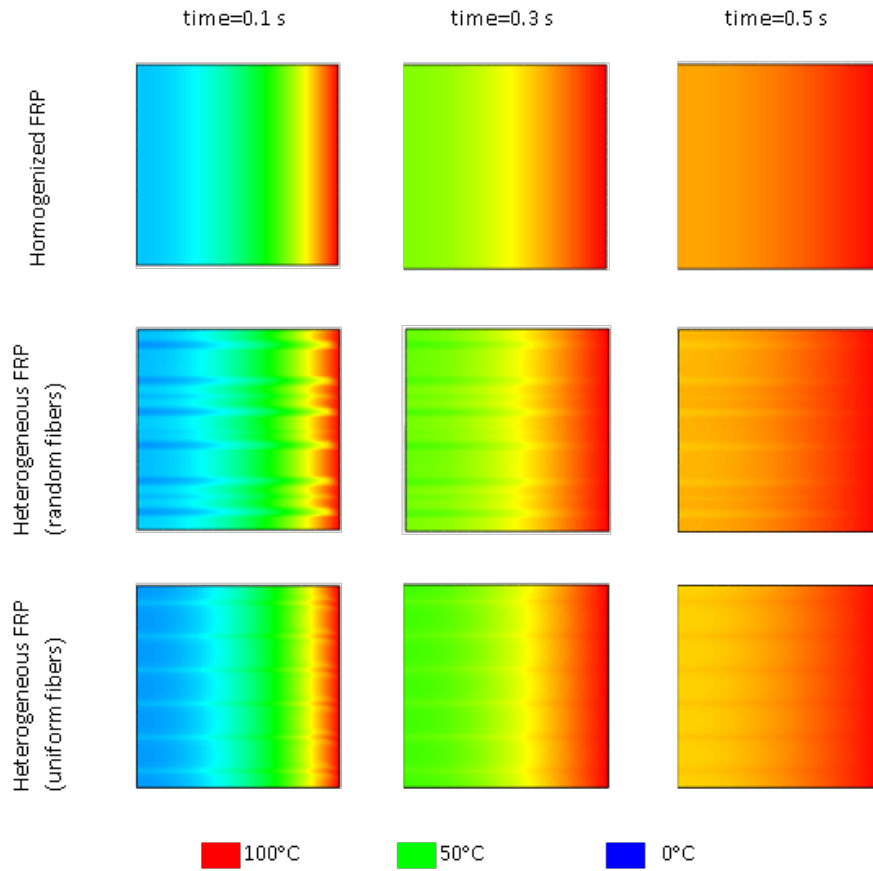 time=0.1 s
time=0.3 s
time=0.5 s
Homogenized FRP
Heterogeneous FRP
(random fibers)
Heterogeneous FRP
(uniform fibers)
100°C
50°C
0°C